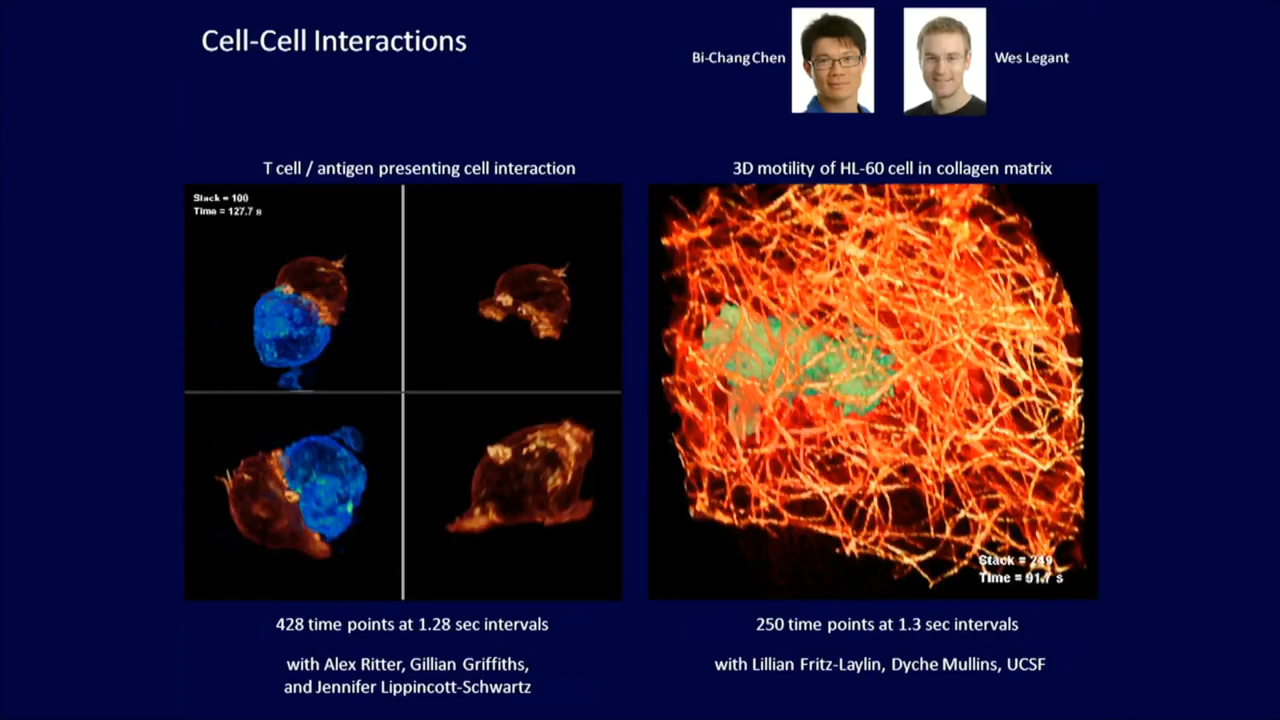 Cell-Cell Interactions
Bi-Chang Chen
Wes Legant
T cell / antigen presenting cell interaction
3D motility of HL-60 cell in collagen matrix
Stack = 100
Time = 127.7 s
Stack = 249
Time = 91.7 s
428 time points at 1.28 sec intervals
250 time points at 1.3 sec intervals
with Alex Ritter, Gillian Griffiths,
and Jennifer Lippincott-Schwartz
with Lillian Fritz-Laylin, Dyche Mullins, UCSF